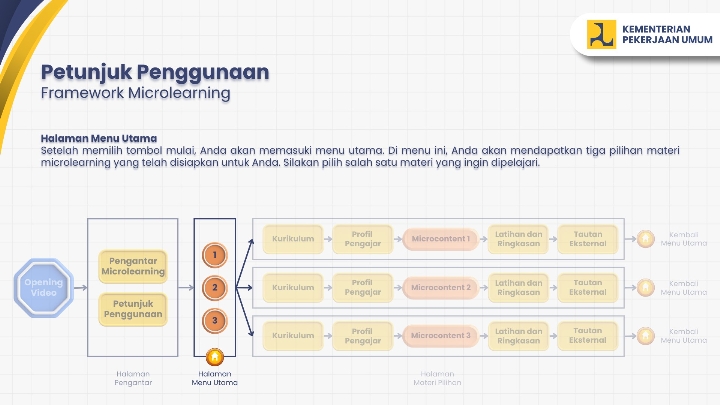 KEMENTERIAN
PEKERJAAN UMUM
Petunjuk Penggunaan
Framework Microlearning
Halaman Menu Utama
Setelah memilih tombol mulai, Anda akan memasuki menu utama. Di menu ini, Anda akan mendapatkan tiga pilihan materi
microlearning yang telah disiapkan untuk Anda. Silakan pilih salah satu materi yang ingin dipelajari.
Opening
Video
Pengantar
Microlearning
Petunjuk
Penggunaan
1
2
3
Kurikulum
Profil
Pengajar
Microcontent 1
Latihan dan
Ringkasan
Tautan
Eksternal
Kembali
Menu Utama
Kurikulum
Profil
Pengajar
Microcontent 2
Latihan dan
Ringkasan
Tautan
Eksternal
Kembali
Menu Utama
Kurikulum
Profil
Pengajar
Microcontent 3
Latihan dan
Ringkasan
Tautan
Eksternal
Kembali
Menu Utama
Halaman
Pengantar
Halaman
Menu Utama
Halaman
Materi Pilihan